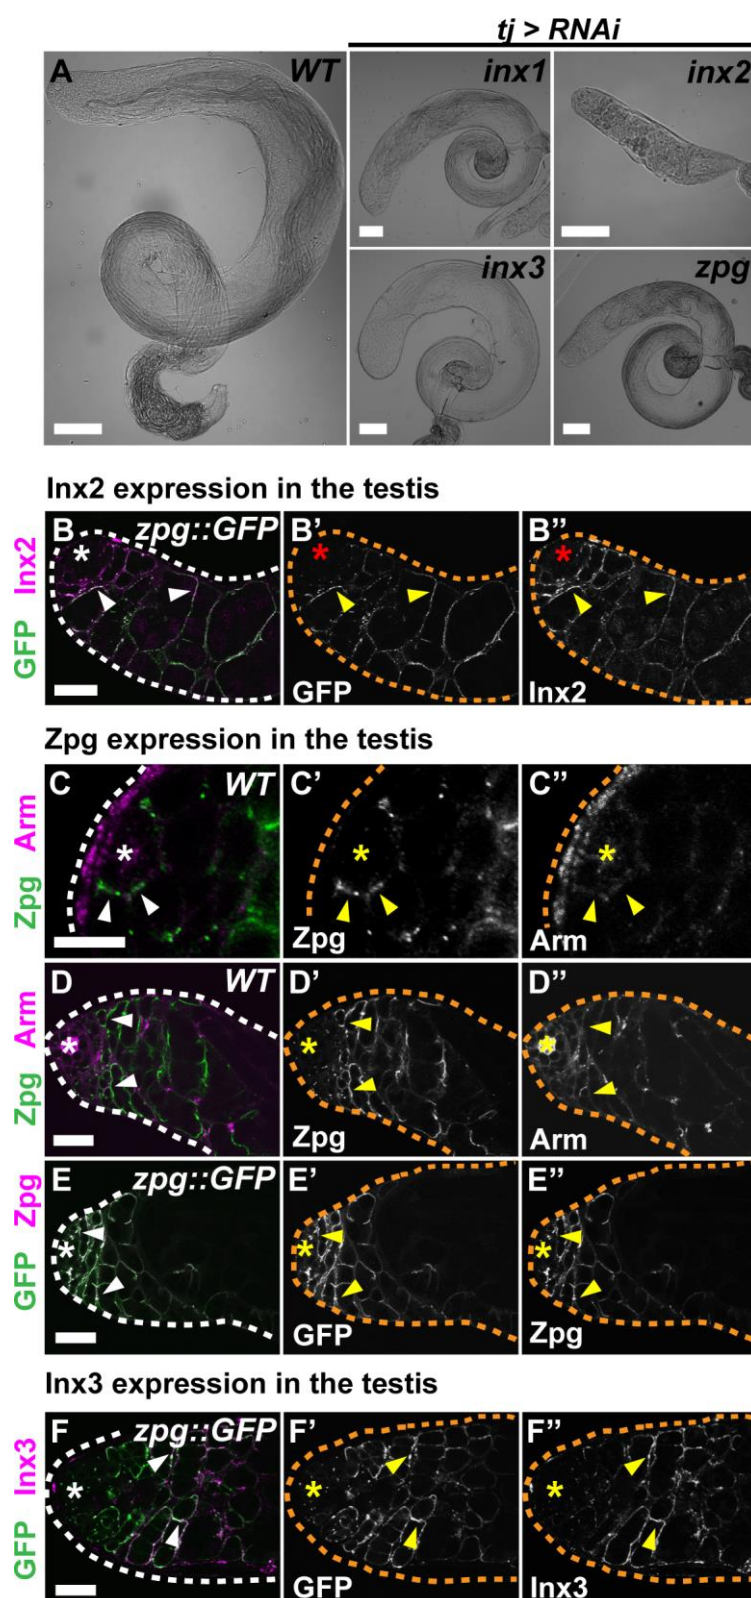 tj > RNAi
A WT inx1 inx2
inx3 zpg
Inx2 expression in the testis
GFP Inx2
B zpg::GFP B' B"
* * *
GFP Inx2
Zpg expression in the testis
Zpg Arm
C WT C' C"
* * *
Zpg Arm
Zpg Arm
D WT D' D"
* * *
Zpg Arm
GFP Zpg
E zpg::GFP E' E"
* * *
GFP Zpg
Inx3 expression in the testis
GFP Inx3
F zpg::GFP F' F"
* * *
GFP Inx3